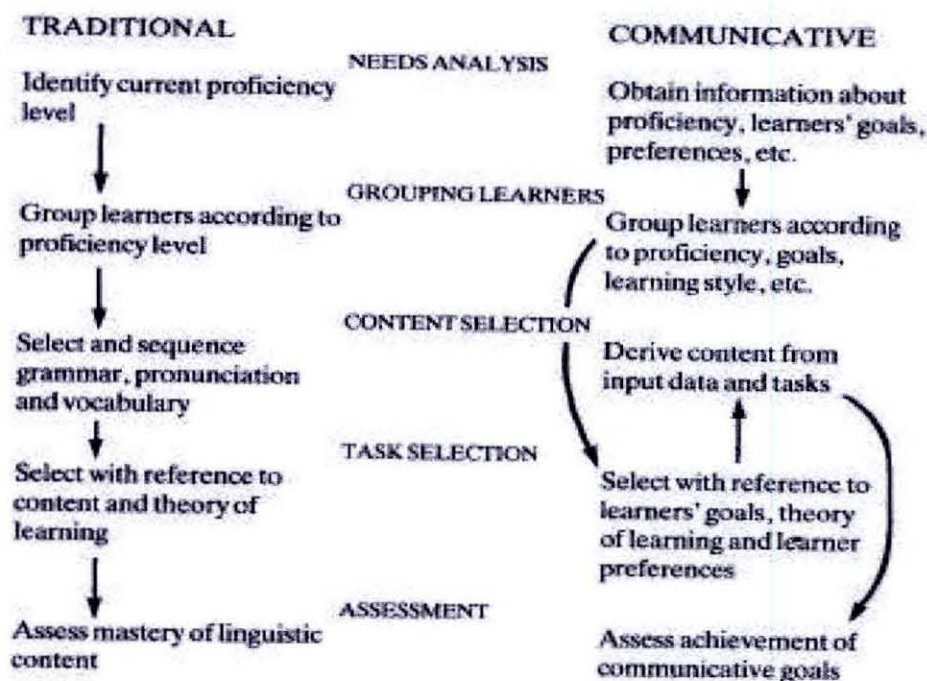 TRADITIONAL
COMMUNICATIVE
NEEDS ANALYSIS
Identify current proficiency
level
Obtain information about
proficiency, learners' goals,
preferences, etc.
GROUPING LEARNERS
Group learners according to
proficiency level
Group learners according
to proficiency, goals,
learning style, etc.
CONTENT SELECTION
Select and sequence
grammar, pronunciation
and vocabulary
Derive content from
input data and tasks
TASK SELECTION
Select with reference to
content and theory of
learning
Select with reference to
learners' goals, theory
of learning and learner
preferences
ASSESSMENT
Assess mastery of linguistic
content
Assess achievement of
communicative goals